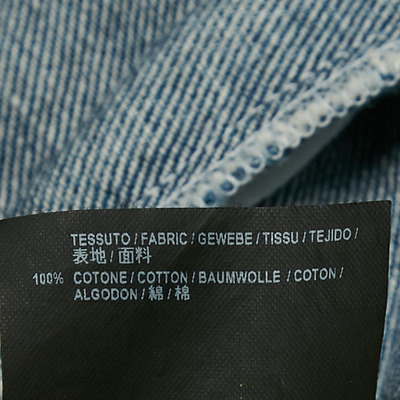 TESSUTO / FABRIC / GEWEBE / TISSU / TEJIDO /
表地 / 面料
100% COTONE / COTTON / BAUMWOLLE / COTON /
ALGODON / 綿 / 棉